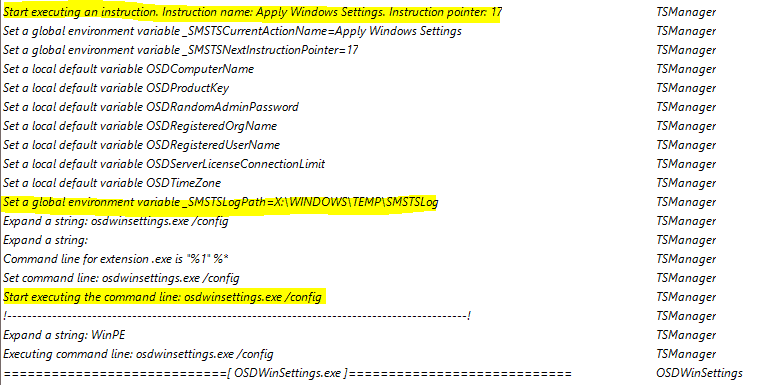 Start executing an instruction. Instruction name: Apply Windows Settings. Instruction pointer: 17 TSManager
Set a global environment variable _SMSTSCurrentActionName=Apply Windows Settings TSManager
Set a global environment variable _SMSTSNextInstructionPointer=17 TSManager
Set a local default variable OSDComputerName TSManager
Set a local default variable OSDProductKey TSManager
Set a local default variable OSDRandomAdminPassword TSManager
Set a local default variable OSDRegisteredOrgName TSManager
Set a local default variable OSDRegisteredUserName TSManager
Set a local default variable OSDServerLicenseConnectionLimit TSManager
Set a local default variable OSDTimeZone TSManager
Set a global environment variable _SMSTSLogPath=X:\WINDOWS\TEMP\SMSTSLog TSManager
Expand a string: osdwinsettings.exe /config TSManager
Expand a string: TSManager
Command line for extension .exe is "%1" %* TSManager
Set command line: osdwinsettings.exe /config TSManager
Start executing the command line: osdwinsettings.exe /config TSManager
!--------------------------------------------------------------------------------------------! TSManager
Expand a string: WinPE TSManager
Executing command line: osdwinsettings.exe /config TSManager
============================[ OSDWinSettings.exe ]============================ OSDWinSettings